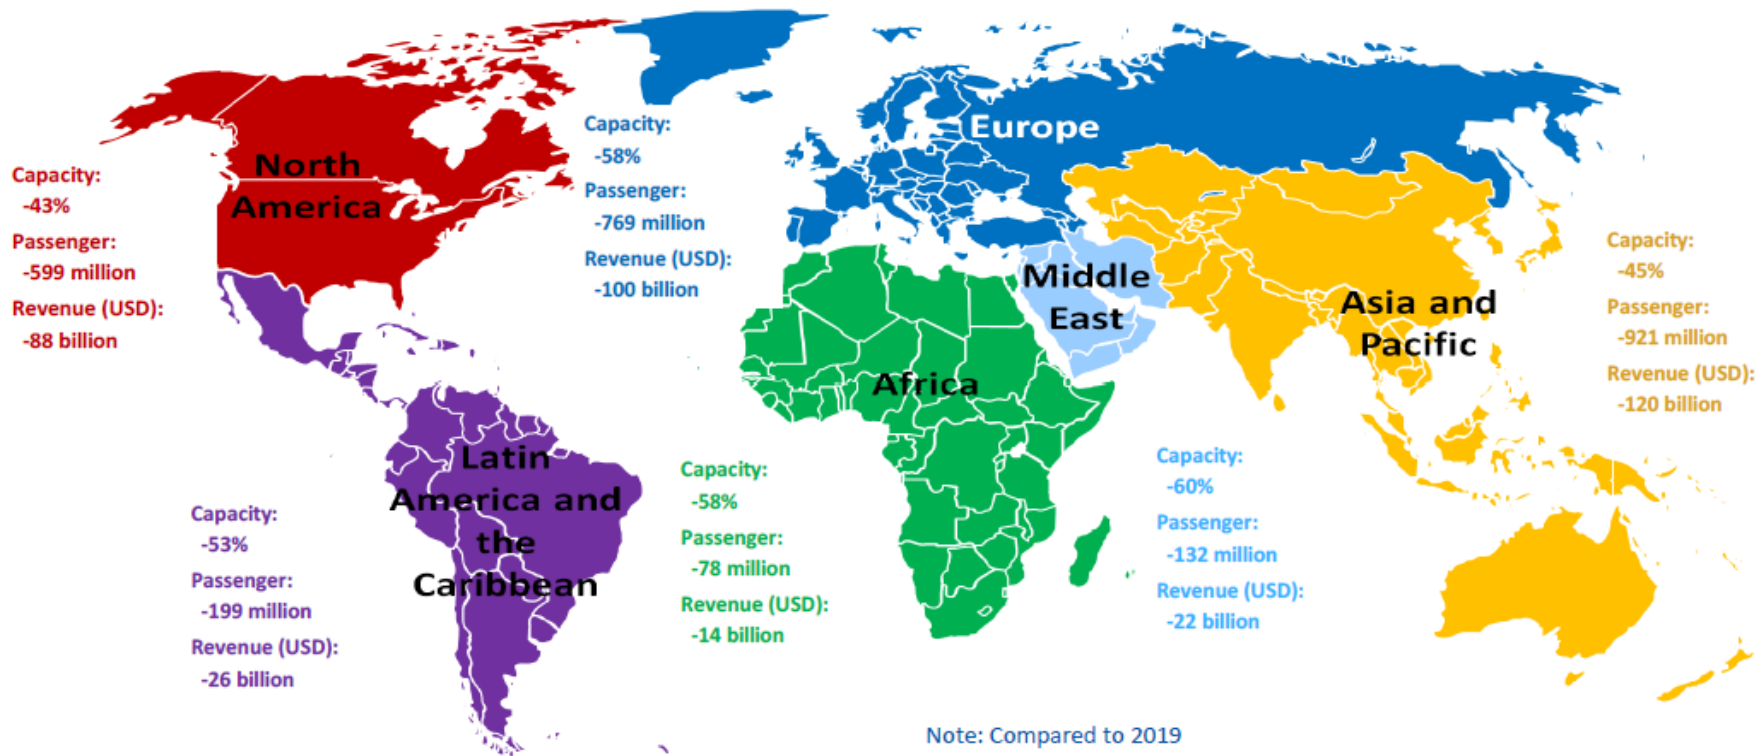 North
America
Capacity:
-43%
Passenger:
-599 million
Revenue (USD):
-88 billion
Capacity:
-58%
Passenger:
-769 million
Revenue (USD):
-100 billion
Europe
Middle
East
Asia and
Pacific
Capacity:
-45%
Passenger:
-921 million
Revenue (USD):
-120 billion
Africa
Latin
America and
the
Caribbean
Capacity:
-53%
Passenger:
-199 million
Revenue (USD):
-26 billion
Capacity:
-58%
Passenger:
-78 million
Revenue (USD):
-14 billion
Capacity:
-60%
Passenger:
-132 million
Revenue (USD):
-22 billion
Note: Compared to 2019